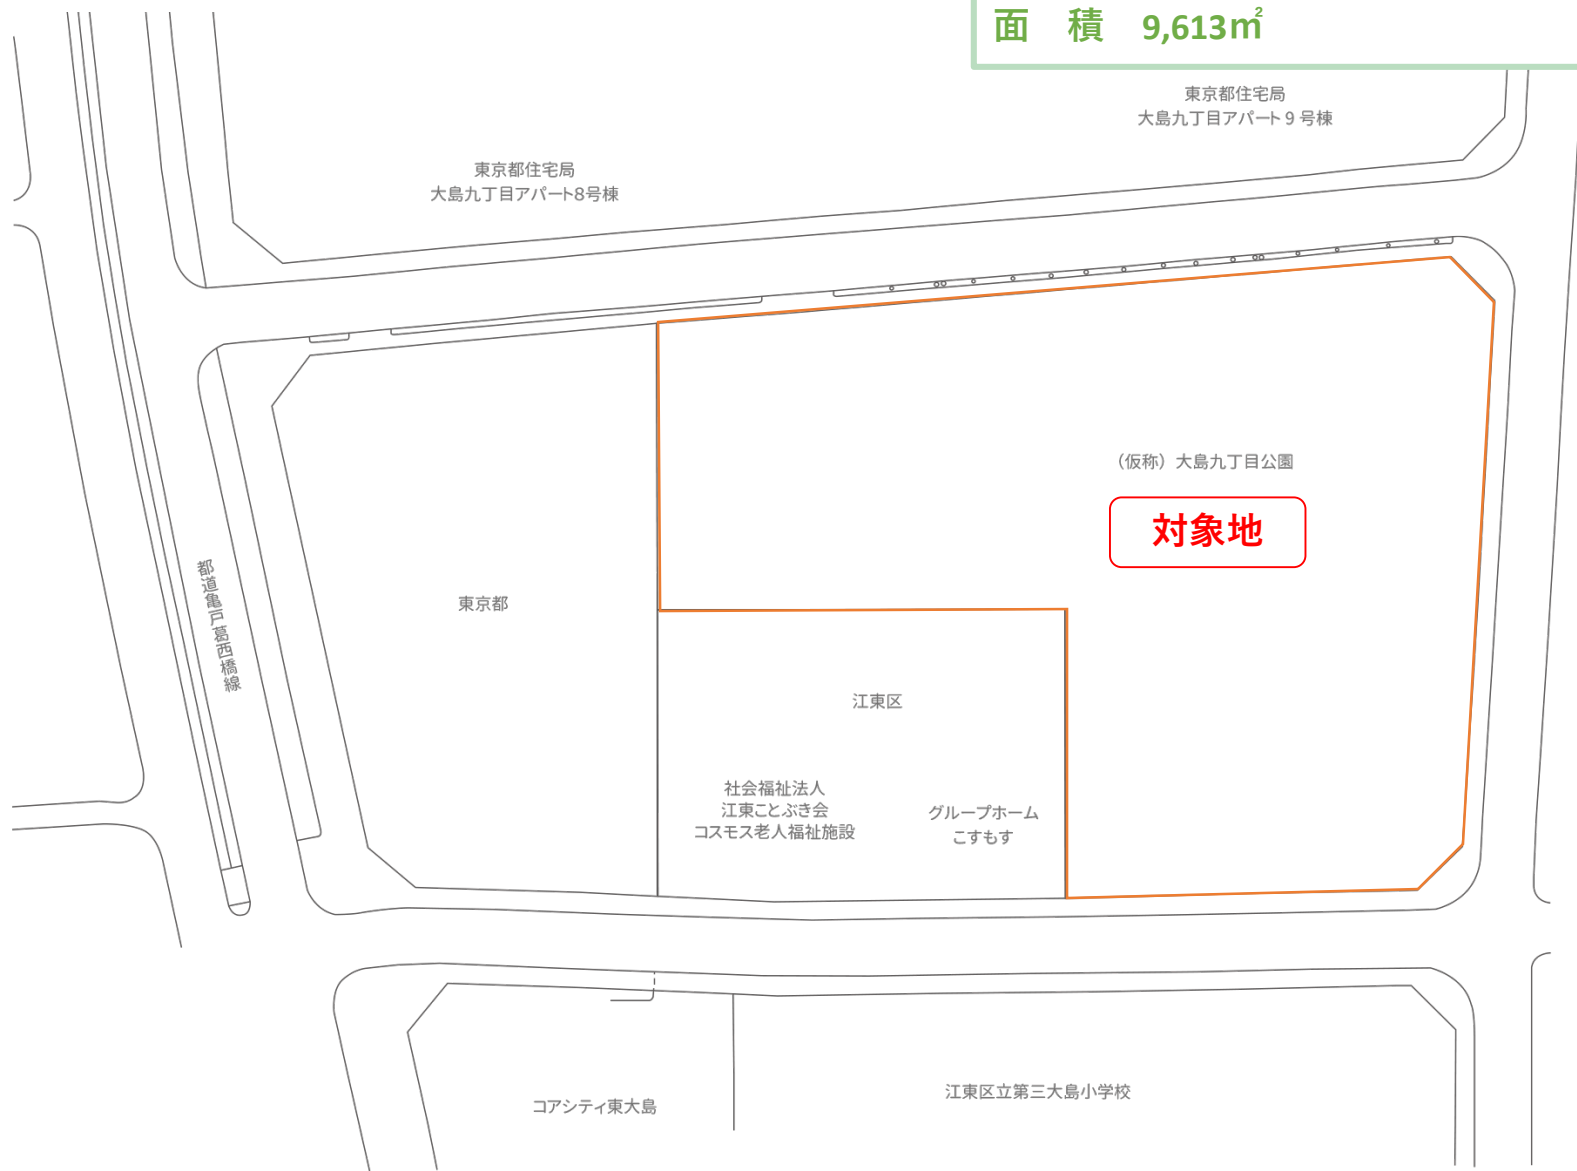 面　積　9,613㎡
東京都住宅局
大島九丁目アパート９号棟
東京都住宅局
大島九丁目アパート8号棟
（仮称）大島九丁目公園
対象地
都道亀戸葛西橋線
東京都
江東区
社会福祉法人
江東ことぶき会
コスモス老人福祉施設
グループホーム
こすもす
コアシティ東大島
江東区立第三大島小学校